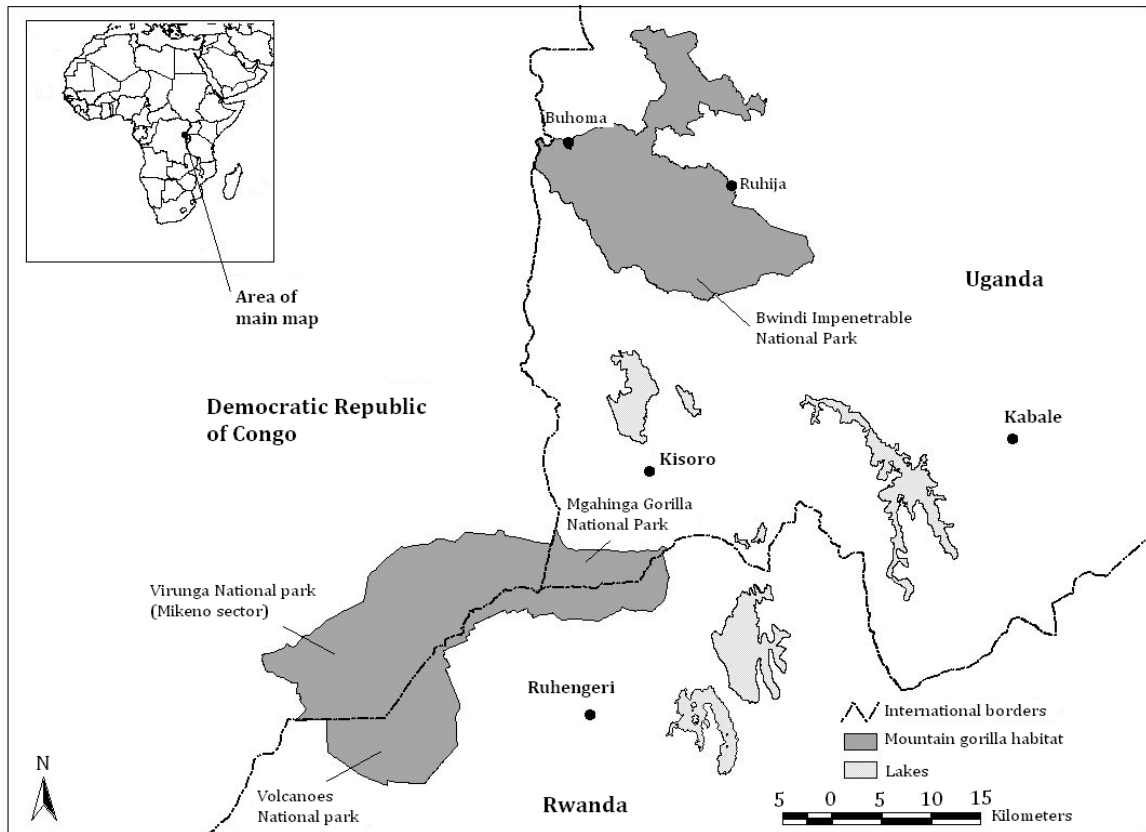 Area of
main map
Buhoma
Ruhija
Uganda
Bwindi Impenetrable
National Park
Democratic Republic
of Congo
Kabale
Kisoro
Mgahinga Gorilla
National Park
Virunga National park
(Mikeno sector)
Ruhengeri
International borders
Mountain gorilla habitat
Lakes
N
Volcanoes
National park
Rwanda
5 0 5 10 15
Kilometers